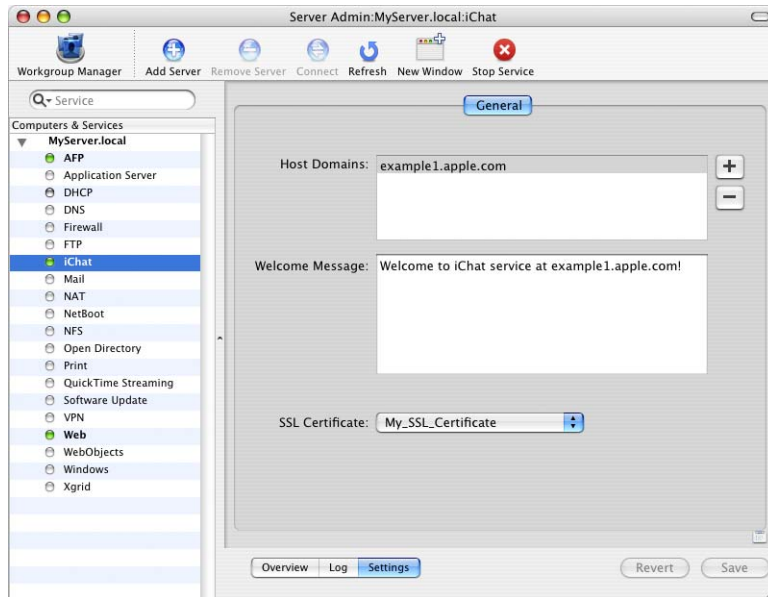 Server Admin:MyServer.local:iChat
Workgroup Manager
Add Server
Remove Server
Connect
Refresh
New Window
Stop Service
Service
Computers & Services
MyServer.local
AFP
Application Server
DHCP
DNS
Firewall
FTP
iChat
Mail
NAT
NetBoot
NFS
Open Directory
Print
QuickTime Streaming
Software Update
VPN
Web
WebObjects
Windows
Xgrid
General
Host Domains:
example1.apple.com
Welcome Message:
Welcome to iChat service at example1.apple.com!
SSL Certificate:
My_SSL_Certificate
Overview
Log
Settings
Revert
Save